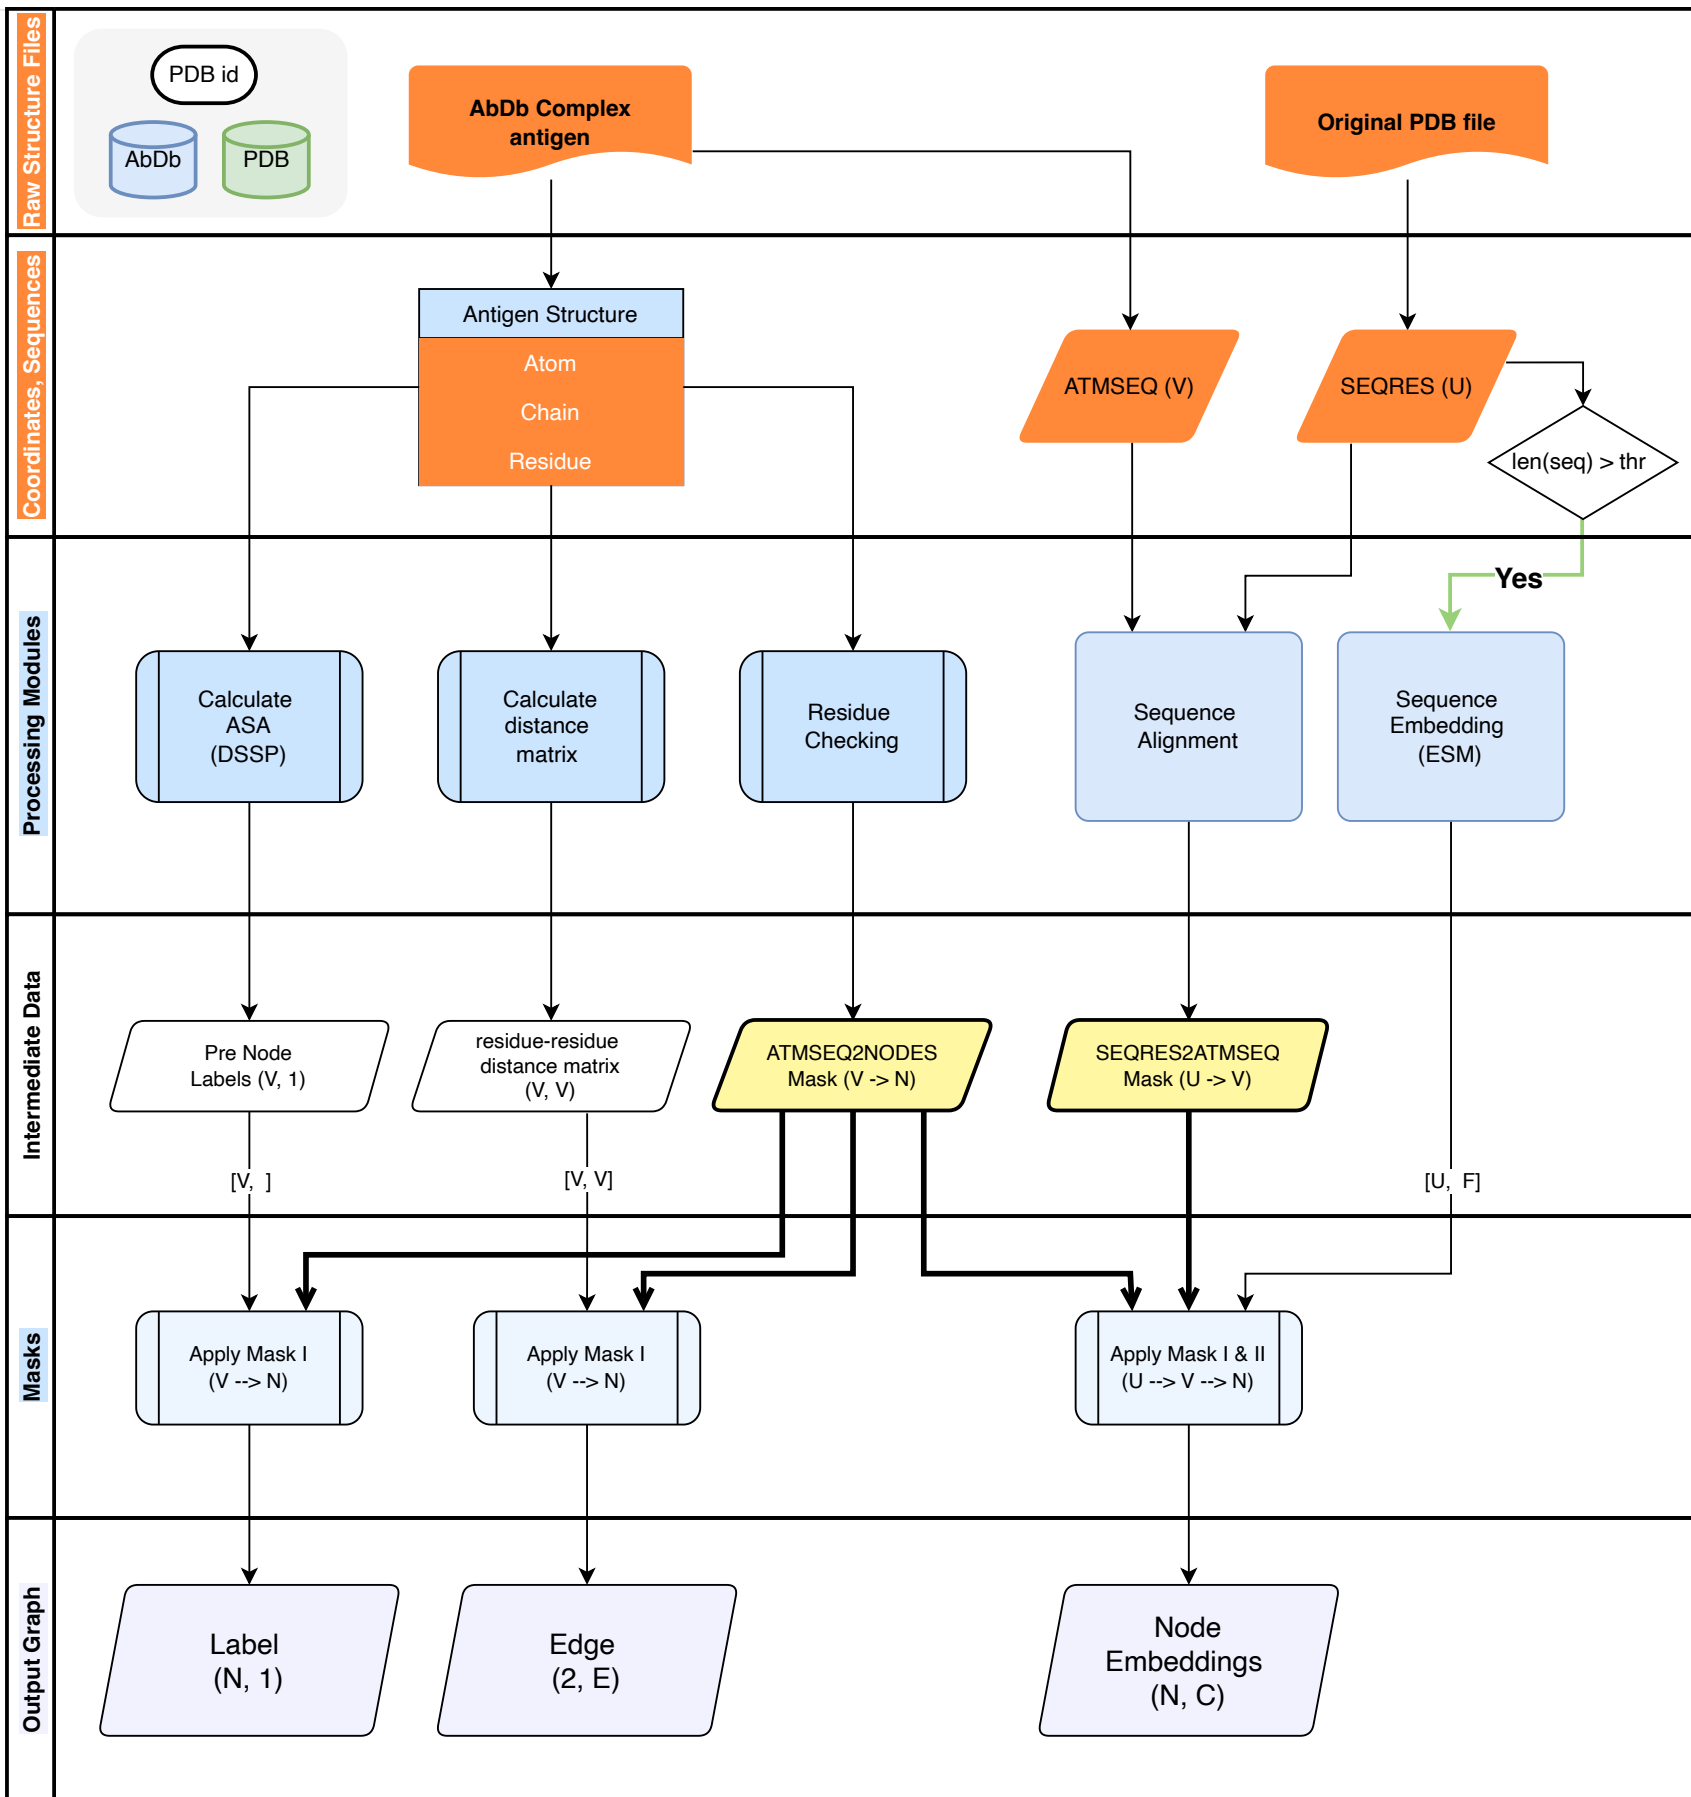 Raw Structure Files
PDB id
AbDb
PDB
AbDb Complex
antigen
Original PDB file
Coordinates, Sequences
Antigen Structure
Atom
Chain
Residue
ATMSEQ (V)
SEQRES (U)
len(seq) > thr
Processing Modules
Yes
Calculate
ASA
(DSSP)
Calculate
distance
matrix
Residue
Checking
Sequence
Alignment
Sequence
Embedding
(ESM)
Intermediate Data
Pre Node
Labels (V, 1)
residue-residue
distance matrix
(V, V)
ATMSEQ2NODES
Mask (V -> N)
SEQRES2ATMSEQ
Mask (U -> V)
[V,  ]
[V, V]
[U,  F]
Masks
Apply Mask I
(V --> N)
Apply Mask I
(V --> N)
Apply Mask I & II
(U --> V --> N)
Output Graph
Label
(N, 1)
Edge
(2, E)
Node
Embeddings
(N, C)